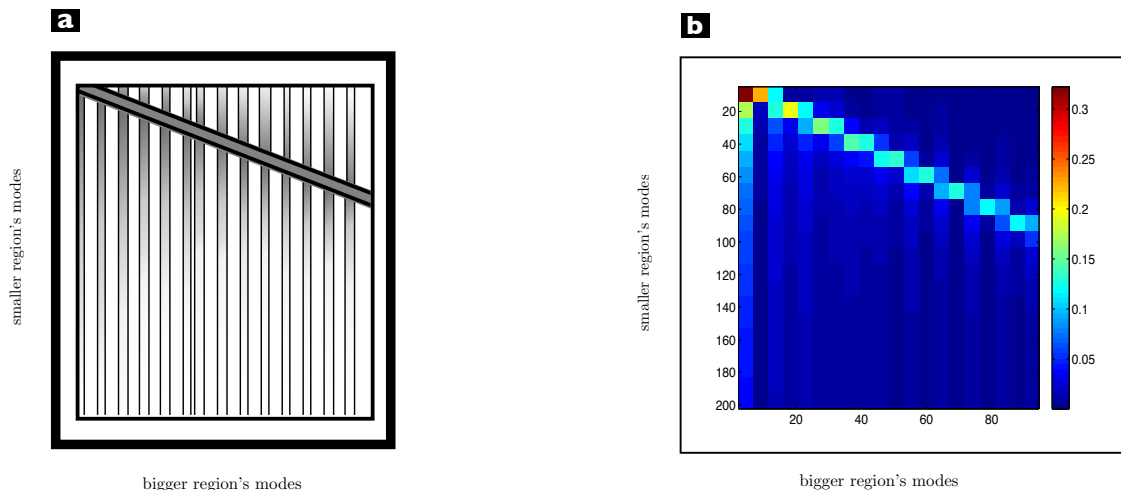 a
smaller region's modes
bigger region's modes
b
smaller region's modes
20
40
60
80
100
120
140
160
180
200
20 40 60 80
0.3
0.25
0.2
0.15
0.1
0.05
bigger region's modes